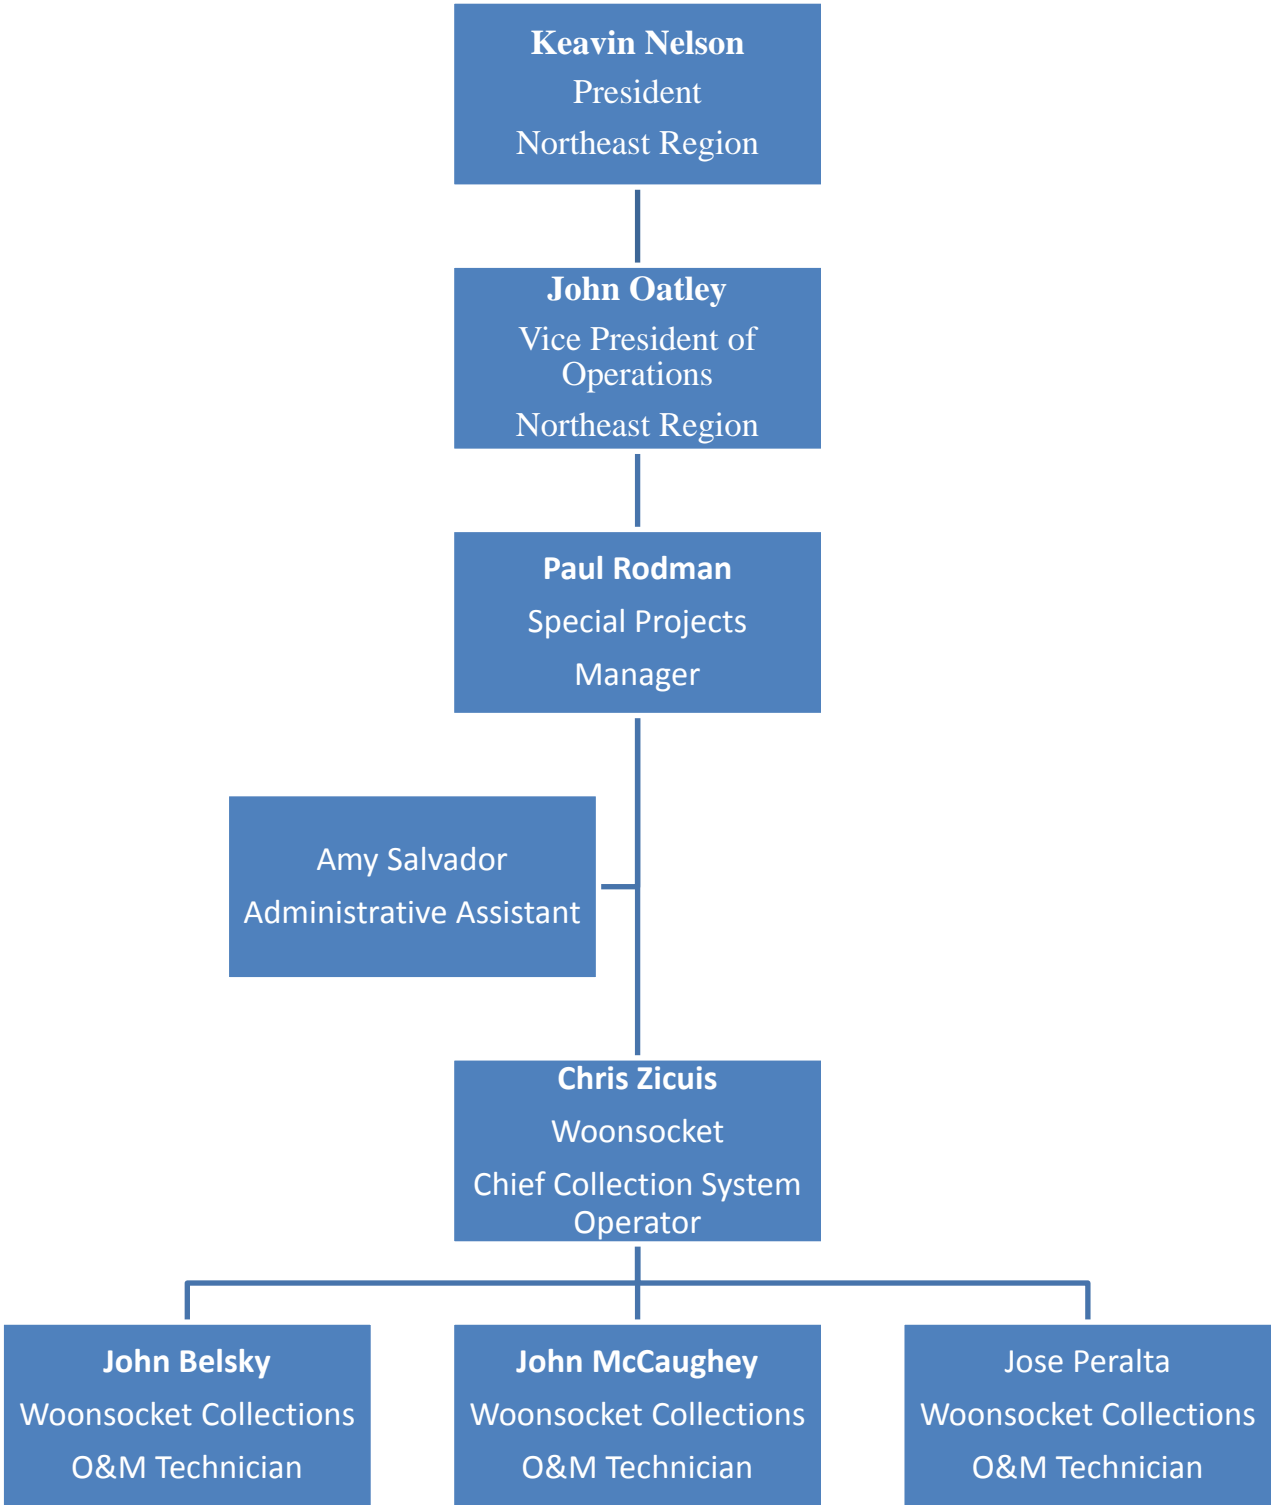 Keavin Nelson
President
Northeast Region
John Oatley
Vice President of
Operations
Northeast Region
Paul Rodman
Special Projects
Manager
Amy Salvador
Administrative Assistant
Chris Zicuis
Woonsocket
Chief Collection System
Operator
John Belsky
Woonsocket Collections
O&M Technician
John McCaughey
Woonsocket Collections
O&M Technician
Jose Peralta
Woonsocket Collections
O&M Technician